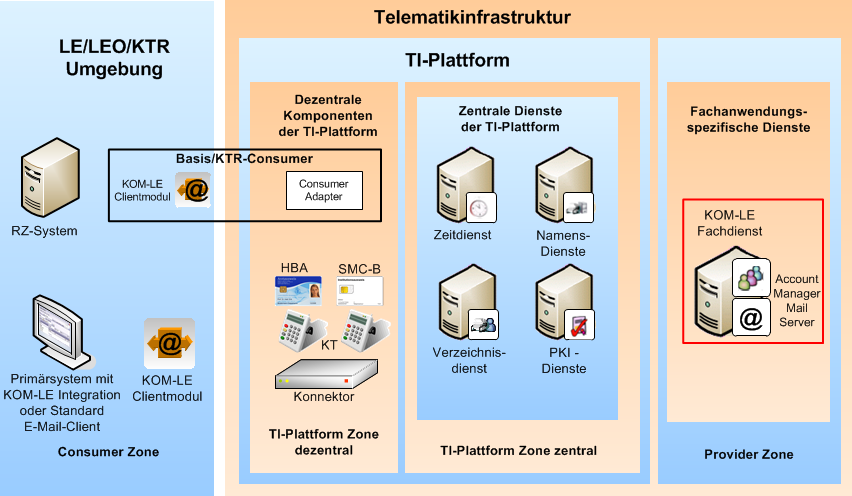 Telematikinfrastruktur
LE/LEO/KTR
Umgebung
TI-Plattform
Dezentrale
Komponenten
der TI-Plattform
Zentrale Dienste
der TI-Plattform
Fachanwendungs-
spezifische Dienste
Basis/KTR-Consumer
KOM-LE
Clientmodul
@
Consumer
Adapter
RZ-System
Zeitdienst
Namens-
Dienste
KOM-LE
Fachdienst
Account
Manager
Mail
Server
@
HBA
SMC-B
KT
Konnektor
Verzeichnis-
dienst
PKI -
Dienste
Primärsystem mit
KOM-LE Integration
oder Standard
E-Mail-Client
@
KOM-LE
Clientmodul
Consumer Zone
TI-Plattform Zone
dezentral
TI-Plattform Zone zentral
Provider Zone